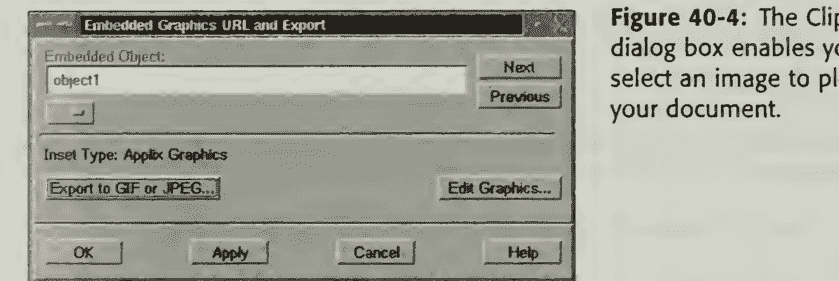 Embedded Graphics URL and Export
Embedded Object:
object1
Next
Previous
Inset Type: Applix Graphics
Export to GIF or JPEG...
Edit Graphics...
OK
Apply
Cancel
Help
Figure 40-4: The Clip
dialog box enables yo
select an image to pl
your document.